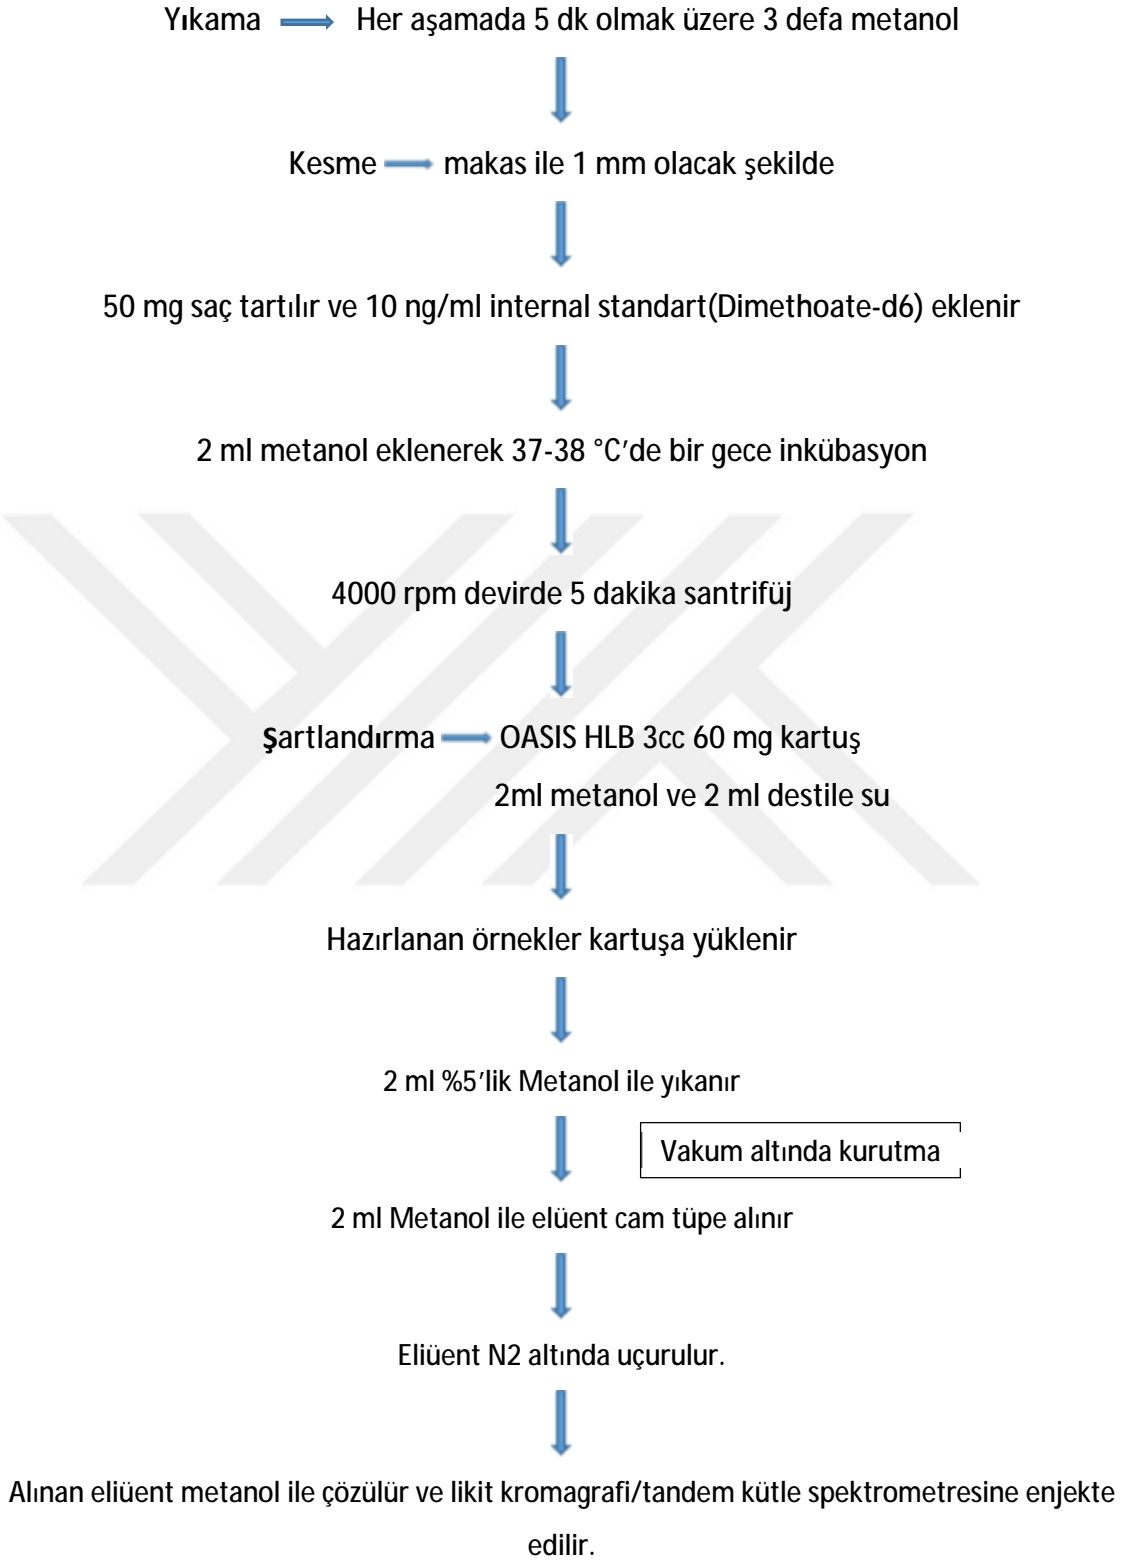 Yıkama Her aşamada 5 dk olmak üzere 3 defa metanol
Kesme makas ile 1 mm olacak şekilde
50 mg saç tartılır ve 10 ng/ml internal standart(Dimethoate-d6) eklenir
2 ml metanol eklenerek 37-38 °C’de bir gece inkübasyon
4000 rpm devirde 5 dakika santrifüj
Şartlandırma OASIS HLB 3cc 60 mg kartuş
2ml metanol ve 2 ml destile su
Hazırlanan örnekler kartuşa yüklenir
2 ml %5’lik Metanol ile yıkanır
Vakum altında kurutma
2 ml Metanol ile elüent cam tüpe alınır
Eliüent N2 altında uçurulur.
Alınan eliüent metanol ile çözülür ve likit kromagrafi/tandem kütle spektrometresine enjekte
edilir.